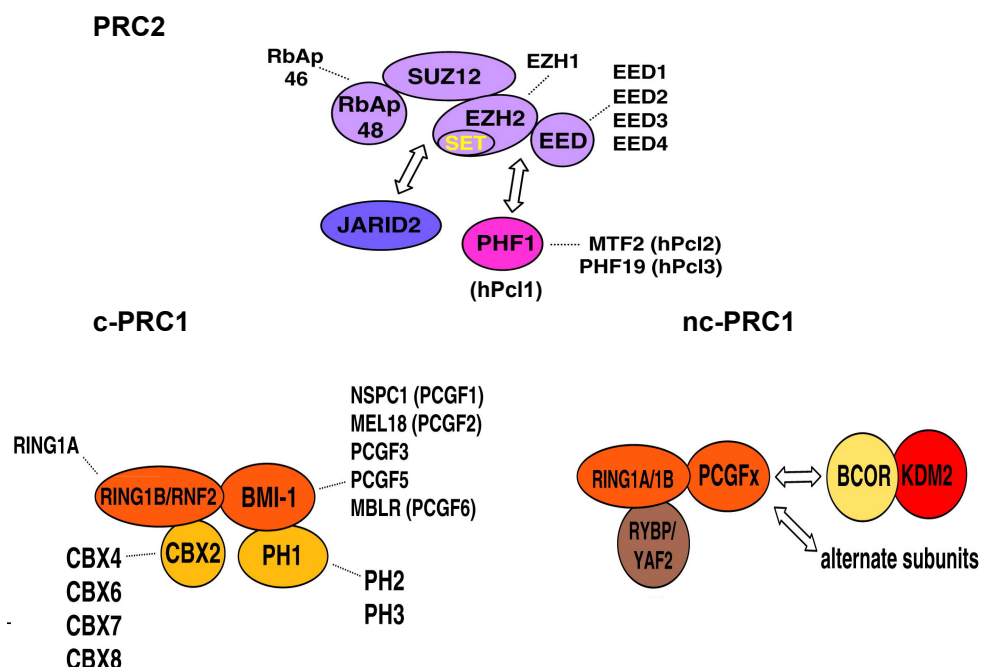 PRC2
RbAp
46
SUZ12
EZH1
EED1
EED2
EED3
EED4
RbAp
48
EZH2
SET
EED
JARID2
PHF1
MTF2 (hPcl2)
PHF19 (hPcl3)
(hPcl1)
c-PRC1
nc-PRC1
NSPC1 (PCGF1)
MEL18 (PCGF2)
PCGF3
PCGF5
MBLR (PCGF6)
RING1A
RING1B/RNF2
BMI-1
CBX2
PH1
CBX4
CBX6
CBX7
CBX8
PH2
PH3
RING1A/1B
PCGFx
BCOR
KDM2
RYBP/
YAF2
alternate subunits